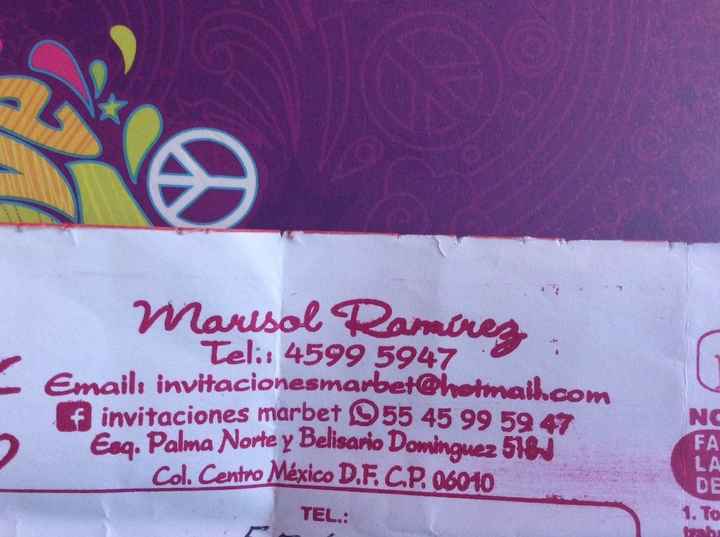 Marisol Ramírez
Tel.: 4599 5947
Email: invitacionesmarbet@hotmail.com
invitaciones marbet 55 45 99 59 47
Esq. Palma Norte y Belisario Dominguez 518-J
Col. Centro México D.F. C.P. 06010
TEL.:
NO
FA
LA
DE
1. To